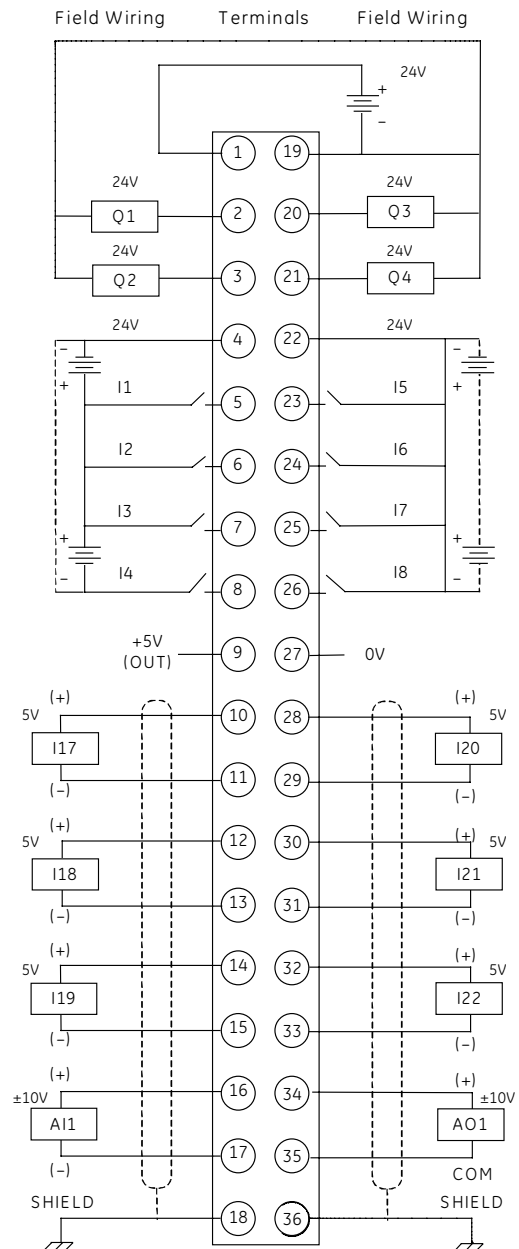 Field Wiring Terminals Field Wiring
24V
+
−
1 19
24V 24V
Q1 2 20 Q3
24V 24V
Q2 3 21 Q4
24V 4 22 24V
− −
+ +
I1 5 23 I5
I2 6 24 I6
I3 7 25 I7
+ +
− −
I4 8 26 I8
+5V
(OUT) 9 27 0V
(+) 10 28 (+)
5V 5V
I17 I20
(−) 11 29 (−)
(+) 12 30 (+)
5V 5V
I18 I21
(−) 13 31 (−)
(+) 14 32 (+)
5V 5V
I19 I22
(−) 15 33 (−)
(+) 16 34 (+)
±10V ±10V
AI1 AO1
(−) 17 35 COM
SHIELD 18 36 SHIELD